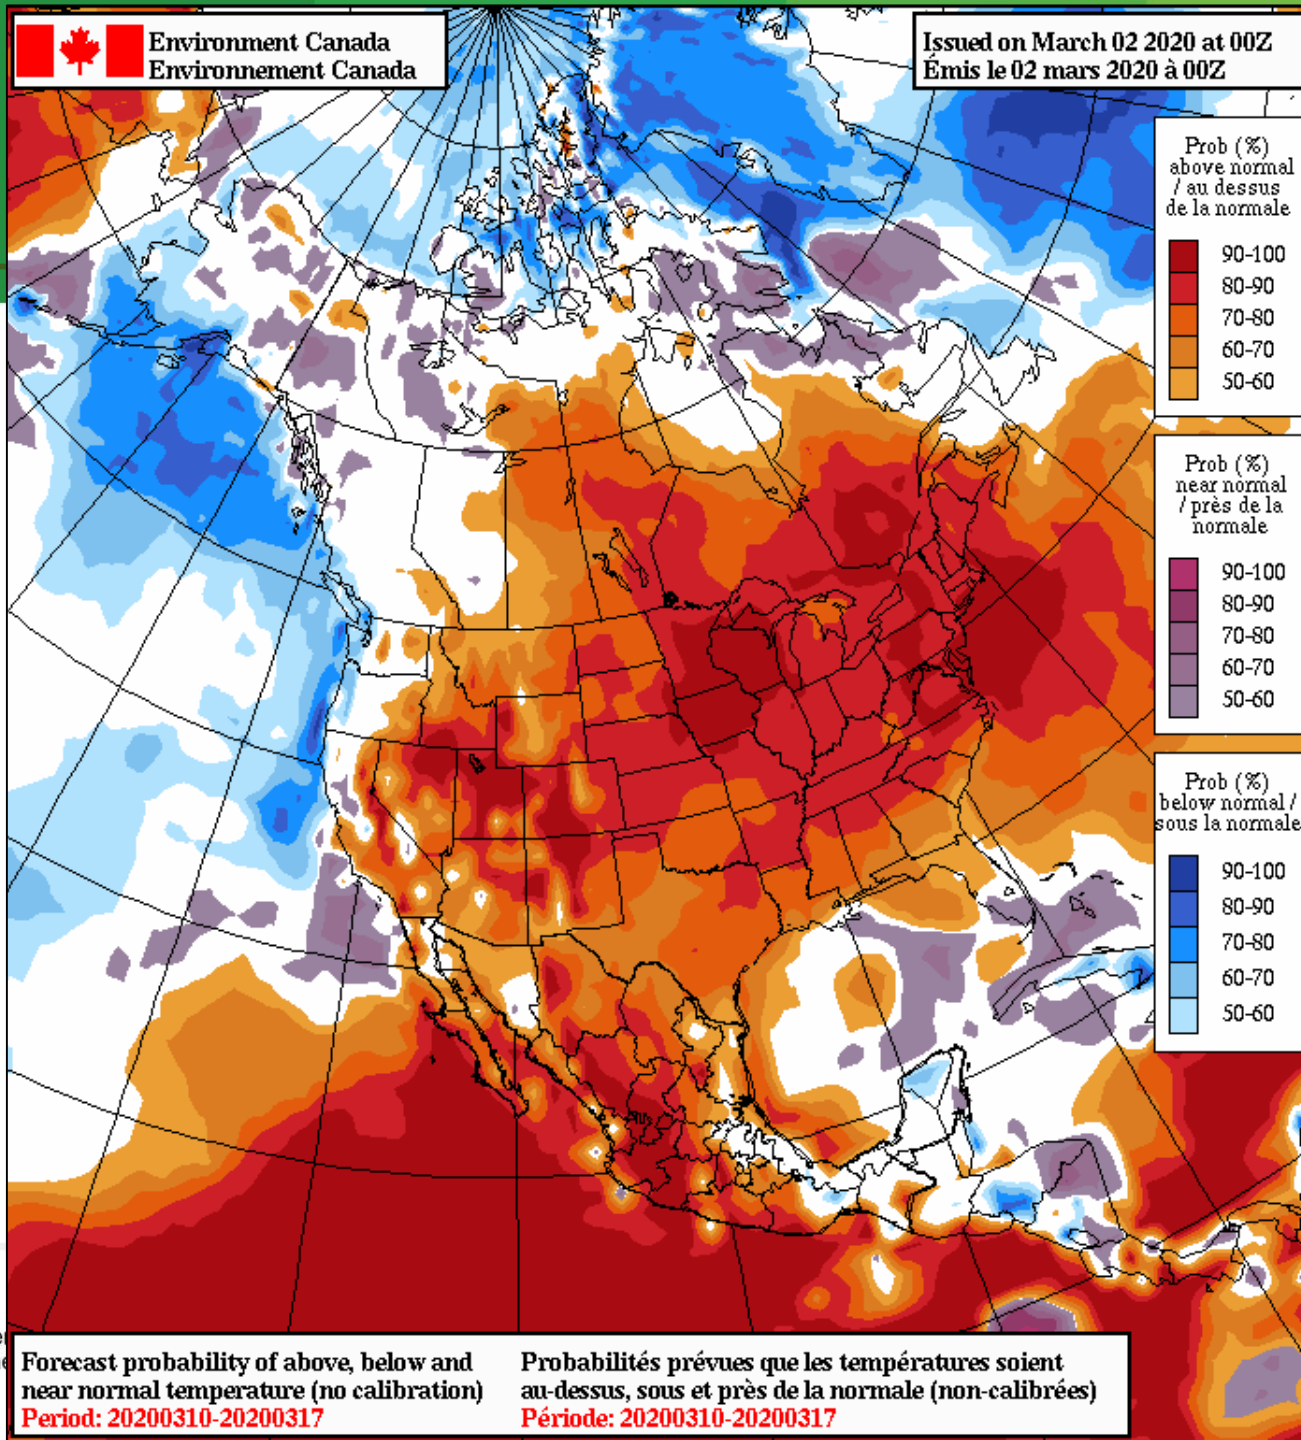 Environment Canada
Environnement Canada
Issued on March 02 2020 at 00Z
Émis le 02 mars 2020 à 00Z
Prob (%)
above normal
/ au dessus
de la normale
90-100
80-90
70-80
60-70
50-60
Prob (%)
near normal
/ près de la
normale
90-100
80-90
70-80
60-70
50-60
Prob (%)
below normal /
sous la normale
90-100
80-90
70-80
60-70
50-60
Forecast probability of above, below and
near normal temperature (no calibration)
Period: 20200310-20200317
Probabilités prévues que les températures soient
au-dessus, sous et près de la normale (non-calibrées)
Période: 20200310-20200317